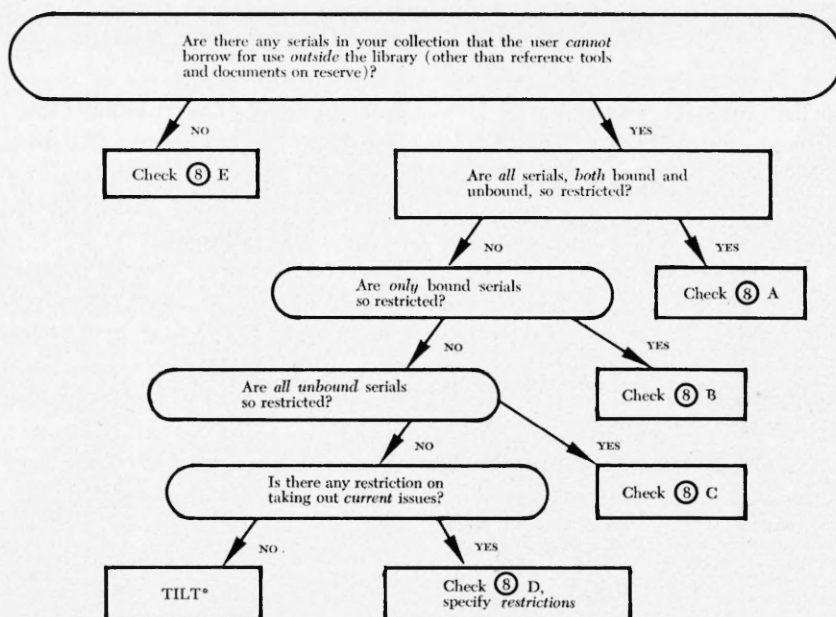 Are there any serials in your collection that the user cannot
borrow for use outside the library (other than reference tools
and documents on reserve)?
NO
YES
Check ⑧ E
Are all serials, both bound and
unbound, so restricted?
NO
YES
Are only bound serials
so restricted?
Check ⑧ A
NO
YES
Are all unbound serials
so restricted?
Check ⑧ B
NO
YES
Is there any restriction on
taking out current issues?
Check ⑧ C
NO
YES
TILT*
Check ⑧ D,
specify restrictions